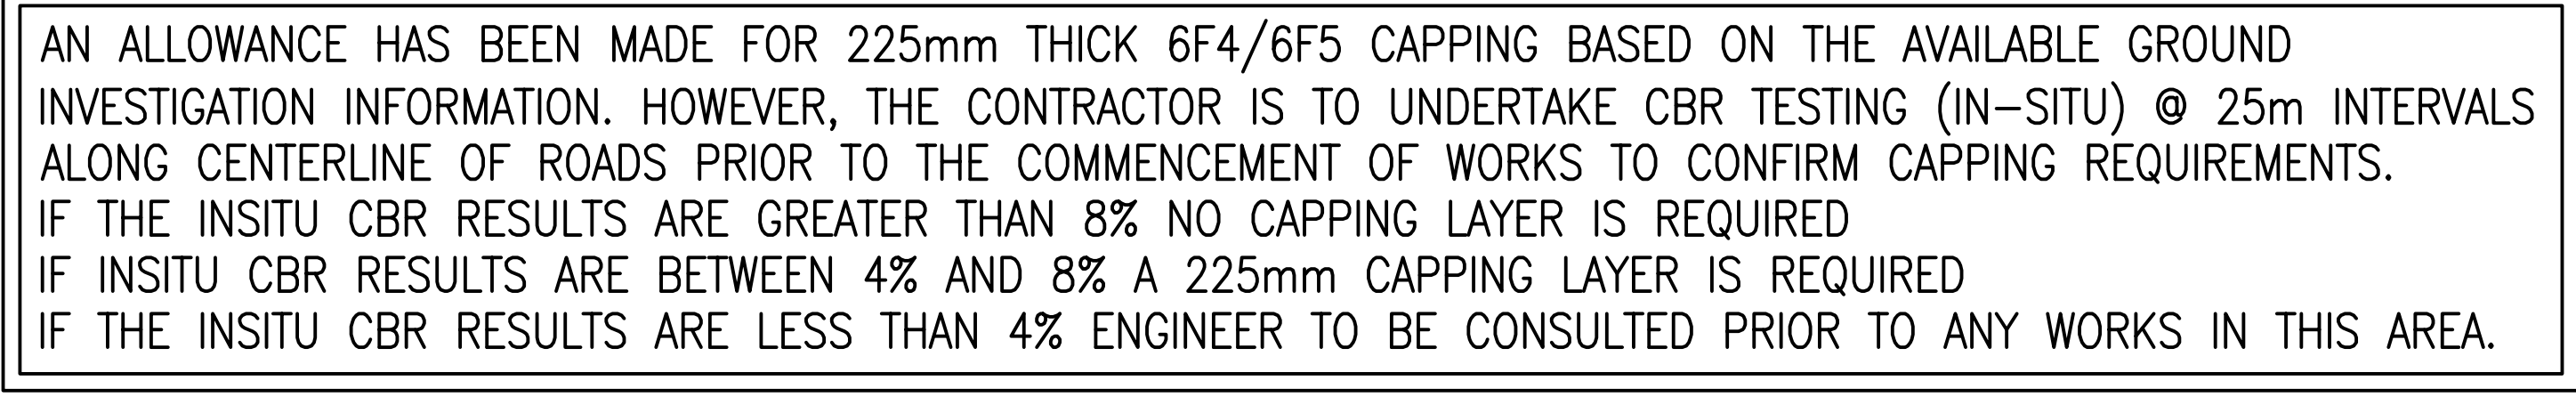 AN ALLOWANCE HAS BEEN MADE FOR 225mm THICK 6F4/6F5 CAPPING BASED ON THE AVAILABLE GROUND
INVESTIGATION INFORMATION. HOWEVER, THE CONTRACTOR IS TO UNDERTAKE CBR TESTING (IN-SITU) @ 25m INTERVALS
ALONG CENTERLINE OF ROADS PRIOR TO THE COMMENCEMENT OF WORKS TO CONFIRM CAPPING REQUIREMENTS.
IF THE INSITU CBR RESULTS ARE GREATER THAN 8% NO CAPPING LAYER IS REQUIRED
IF INSITU CBR RESULTS ARE BETWEEN 4% AND 8% A 225mm CAPPING LAYER IS REQUIRED
IF THE INSITU CBR RESULTS ARE LESS THAN 4% ENGINEER TO BE CONSULTED PRIOR TO ANY WORKS IN THIS AREA.